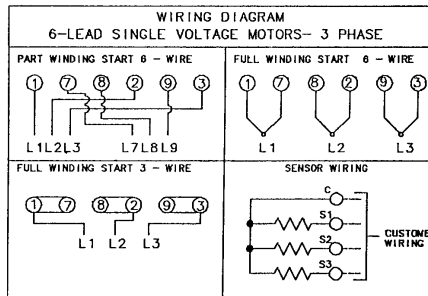 WIRING DIAGRAM
6-LEAD SINGLE VOLTAGE MOTORS- 3 PHASE
PART WINDING START 6 - WIRE
1 7 8 2 9 3
L1 L2 L3 L7 L8 L9
FULL WINDING START 6 - WIRE
1 7 8 2 9 3
L1 L2 L3
FULL WINDING START 3 - WIRE
1 7 8 2 9 3
L1 L2 L3
SENSOR WIRING
C
S1
S2
S3
CUSTOME
WIRING